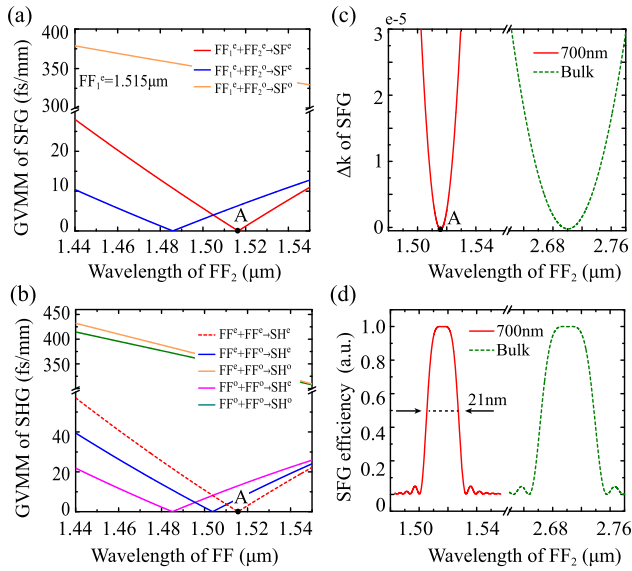 (a)
GVMM of SFG (fs/mm)
400
350
300
20
10
0
FF₁ᵉ+FF₂ᵉ→SFᵉ
FF₁ᵉ+FF₂ᵒ→SFᵉ
FF₁ᵉ+FF₂ᵒ→SFᵒ
FF₁ᵉ=1.515μm
A
1.44 1.46 1.48 1.50 1.52 1.54
Wavelength of FF₂ (μm)
(c)
e-5
Δk of SFG
3
2
1
0
700nm
Bulk
A
1.50 1.54 2.68 2.76
Wavelength of FF₂ (μm)
(b)
GVMM of SHG (fs/mm)
450
400
350
40
20
0
FFᵉ+FFᵉ→SHᵉ
FFᵉ+FFᵒ→SHᵉ
FFᵉ+FFᵒ→SHᵒ
FFᵒ+FFᵒ→SHᵉ
FFᵒ+FFᵒ→SHᵒ
A
1.44 1.46 1.48 1.50 1.52 1.54
Wavelength of FF (μm)
(d)
SFG efficiency (a.u.)
1.0
0.8
0.6
0.4
0.2
0
700nm
Bulk
21nm
1.50 1.54 2.68 2.76
Wavelength of FF₂ (μm)